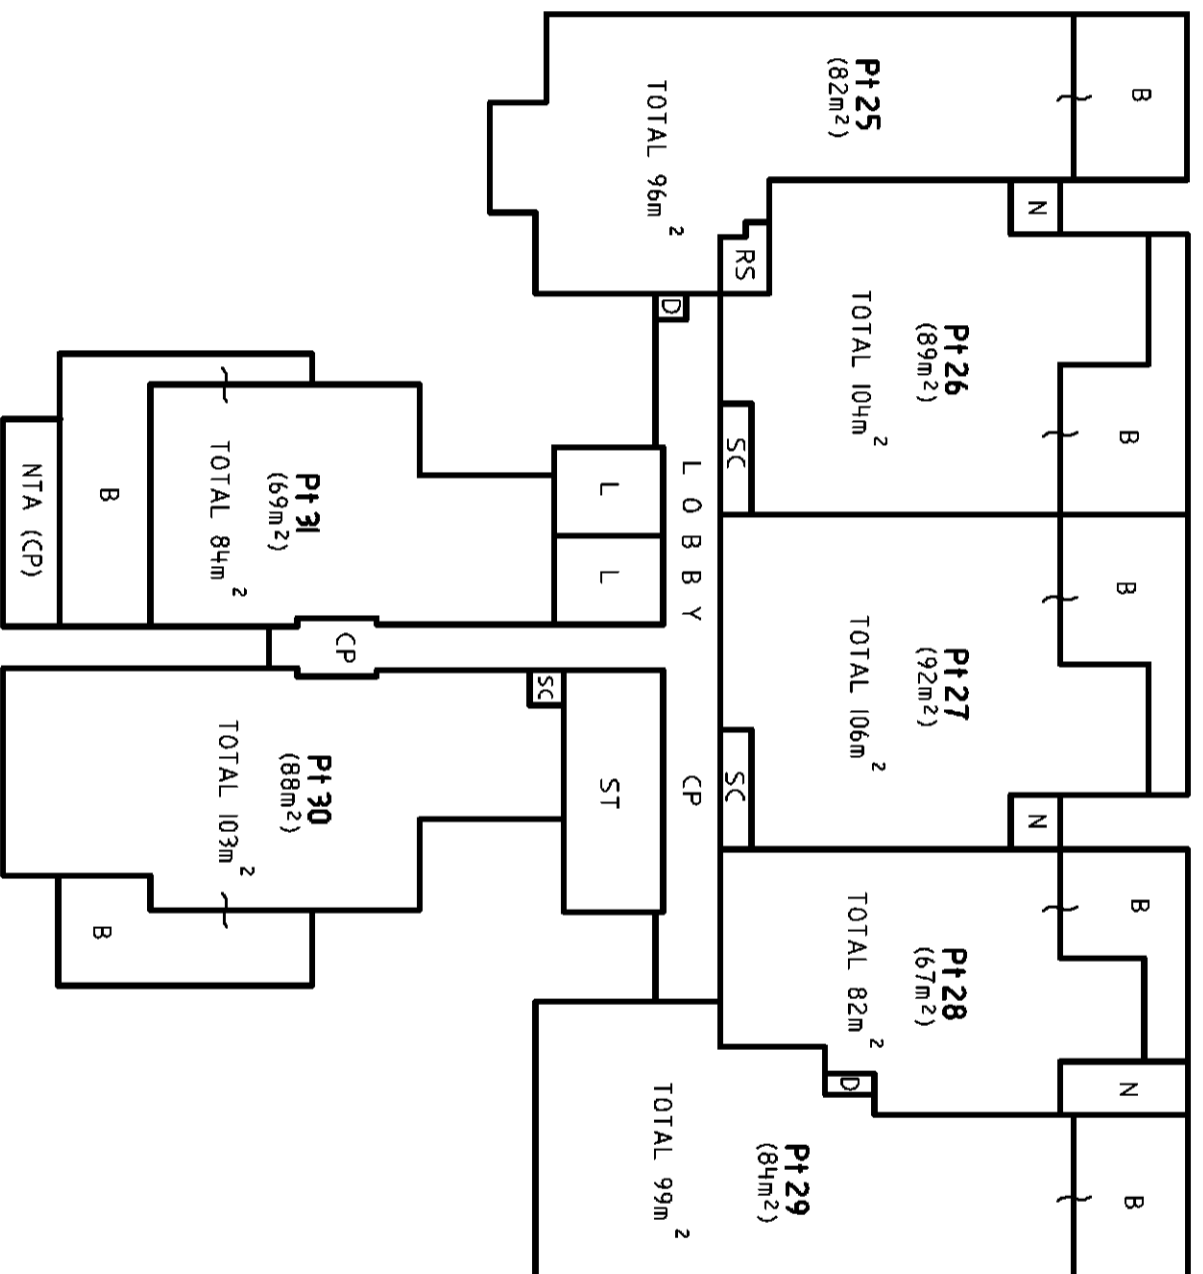 B
Pt 25
(82m²)
TOTAL 96m²
N
RS
D
B
Pt 26
(89m²)
TOTAL 104m²
SC
B
Pt 27
(92m²)
TOTAL 106m²
SC
N
B
Pt 28
(67m²)
TOTAL 82m²
N
D
B
Pt 29
(84m²)
TOTAL 99m²
LOBBY
CP
L
L
ST
SC
CP
Pt 31
(69m²)
TOTAL 84m²
B
NTA (CP)
Pt 30
(88m²)
TOTAL 103m²
B